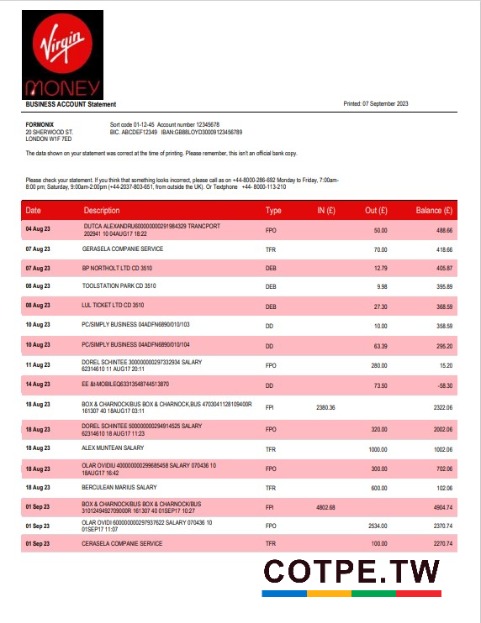 Virgin
MONEY
BUSINESS ACCOUNT Statement
Printed: 07 September 2023
FORMONIX
20 SHERWOOD ST.
LONDON W1F 7ED
Sort code 01-12-45 Account number 12345678
BIC: ABCDEF12349 IBAN:GB88LOYD30009123456789
The date shown on your statement was correct at the time of printing. Please remember, this isn't an official bank copy.
Please check your statement. If you think that something looks incorrect, please call as on +44-8000-286-682 Monday to Friday, 7:00am-
8:00 pm; Saturday, 9:00am-2:00pm (+44-2037-803-651, from outside the UK). Or Textphone +44- 8000-113-210
Date Description Type IN (£) Out (£) Balance (£)
04 Aug 23 DUTCA ALEXANDRU600000000291984329 TRANCPORT FPO 50.00 488.66
202941 10 04AUG17 18:22
07 Aug 23 GERASELA COMPANIE SERVICE TFR 70.00 418.66
07 Aug 23 BP NORTHOLT LTD CD 3510 DEB 12.79 405.87
08 Aug 23 TOOLSTATION PARK CD 3510 DEB 9.98 395.89
08 Aug 23 LUL TICKET LTD CD 3510 DEB 27.30 368.59
10 Aug 23 PC/SIMPLY BUSINESS 04ADFN6890/010/103 DD 10.00 358.59
10 Aug 23 PC/SIMPLY BUSINESS 04ADFN6890/010/104 DD 63.39 295.20
11 Aug 23 DOREL SCHINTEE 300000000297332934 SALARY FPO 280.00 15.20
62314610 11 AUG17 20:11
14 Aug 23 EE &t-MOBILEQ6331354874451 3870 DD 73.50 -58.30
18 Aug 23 BOX & CHARNOCK/BUS BOX & CHARNOCK,BUS 4703041128109400R FPI 2380.36 2322.06
161307 40 18AUG17 03:11
18 Aug 23 DOREL SCHINTEE 500000000294914525 SALARY FPO 320.00 2002.06
62314610 18 AUG17 11:23
18 Aug 23 ALEX MUNTEAN SALARY TFR 1000.00 1002.06
18 Aug 23 OLAR OVIDIU 400000000299685458 SALARY 070436 10 FPO 300.00 702.06
18AUG17 16:42
18 Aug 23 BERCULEAN MARIUS SALARY TFR 600.00 102.06
01 Sep 23 BOX & CHARNOCK/BUS BOX & CHARNOCK/BUS FPI 4802.68 4904.74
3101249492709000R 161307 40 01SEP17 10:27
01 Sep 23 OLAR OVIDI 600000000297937622 SALARY 070436 10 FPO 2534.00 2370.74
01SEP17 11:07
01 Sep 23 CERASELA COMPANIE SERVICE TFR 100.00 2270.74
COTPE.TW